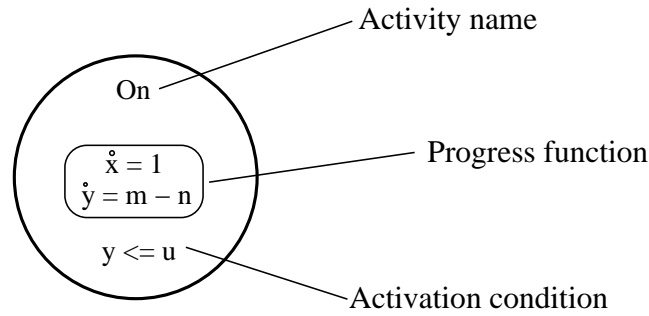 Activity name
On
x̊ = 1
ẙ = m − n
Progress function
y <= u
Activation condition